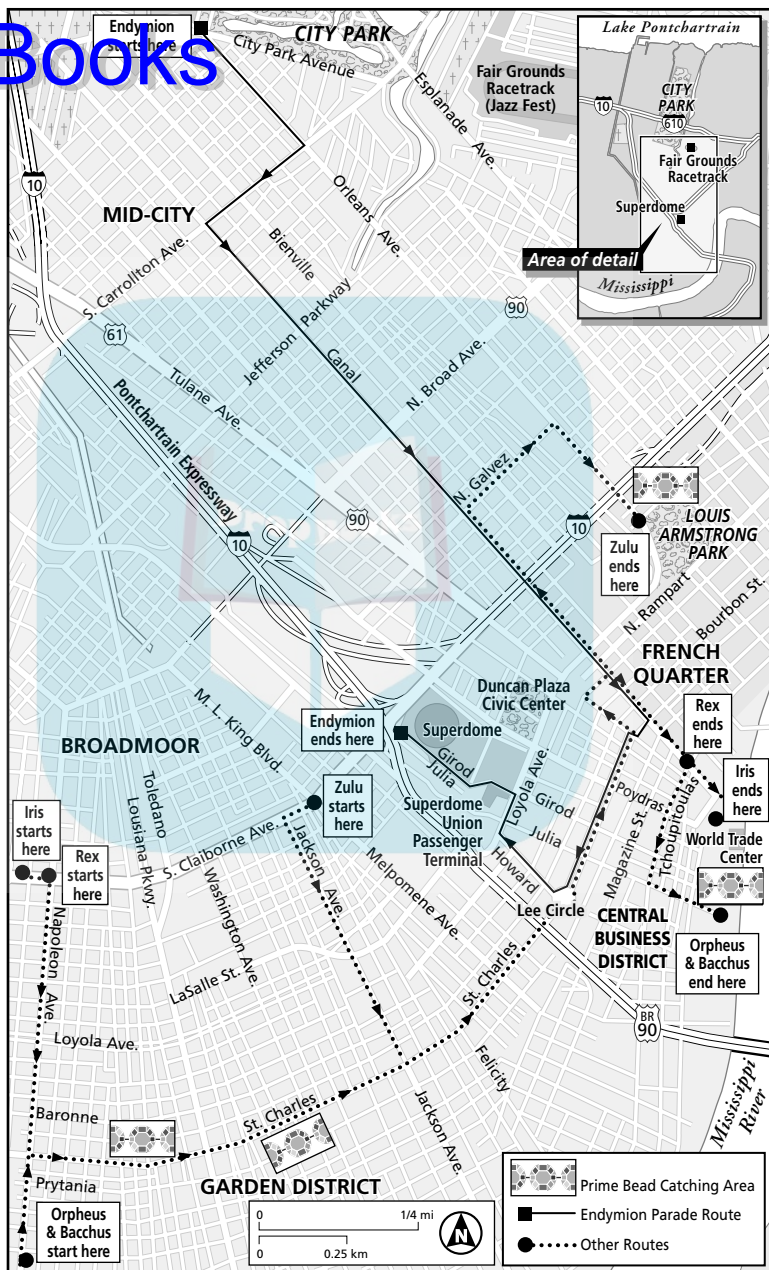 Books
Endymion
starts here
CITY PARK
City Park Avenue
Esplanade Ave.
Fair Grounds
Racetrack
(Jazz Fest)
Lake Pontchartrain
10
CITY
PARK
610
Fair Grounds
Racetrack
Superdome
Area of detail
Mississippi
10
MID-CITY
Orleans Ave.
S. Carrollton Ave.
Bienville
Jefferson Parkway
90
61
Canal
N. Broad Ave.
Tulane Ave.
Pontchartrain Expressway
N. Galvez
90
10
10
LOUIS
ARMSTRONG
PARK
Zulu
ends
here
N. Rampart
Bourbon St.
FRENCH
QUARTER
M. L. King Blvd.
Duncan Plaza
Civic Center
Rex
ends
here
Endymion
ends here
Superdome
BROADMOOR
Girod
Julia
Loyola Ave.
Iris
ends
here
Toledano
Lousiana Pkwy.
Zulu
starts
here
Superdome
Union
Passenger
Terminal
Girod
Julia
Poydras
Magazine St.
Tchoupitoulas
World Trade
Center
Iris
starts
here
Rex
starts
here
S. Claiborne Ave.
Jackson Ave.
Howard
Melpomene Ave.
Lee Circle
CENTRAL
BUSINESS
DISTRICT
Orpheus
& Bacchus
end here
Napoleon Ave.
Washington Ave.
LaSalle St.
St. Charles
BR
90
Loyola Ave.
Felicity
Mississippi
River
Baronne
St. Charles
Jackson Ave.
Prytania
GARDEN DISTRICT
Orpheus
& Bacchus
start here
0
1/4 mi
0
0.25 km
N
Prime Bead Catching Area
Endymion Parade Route
Other Routes